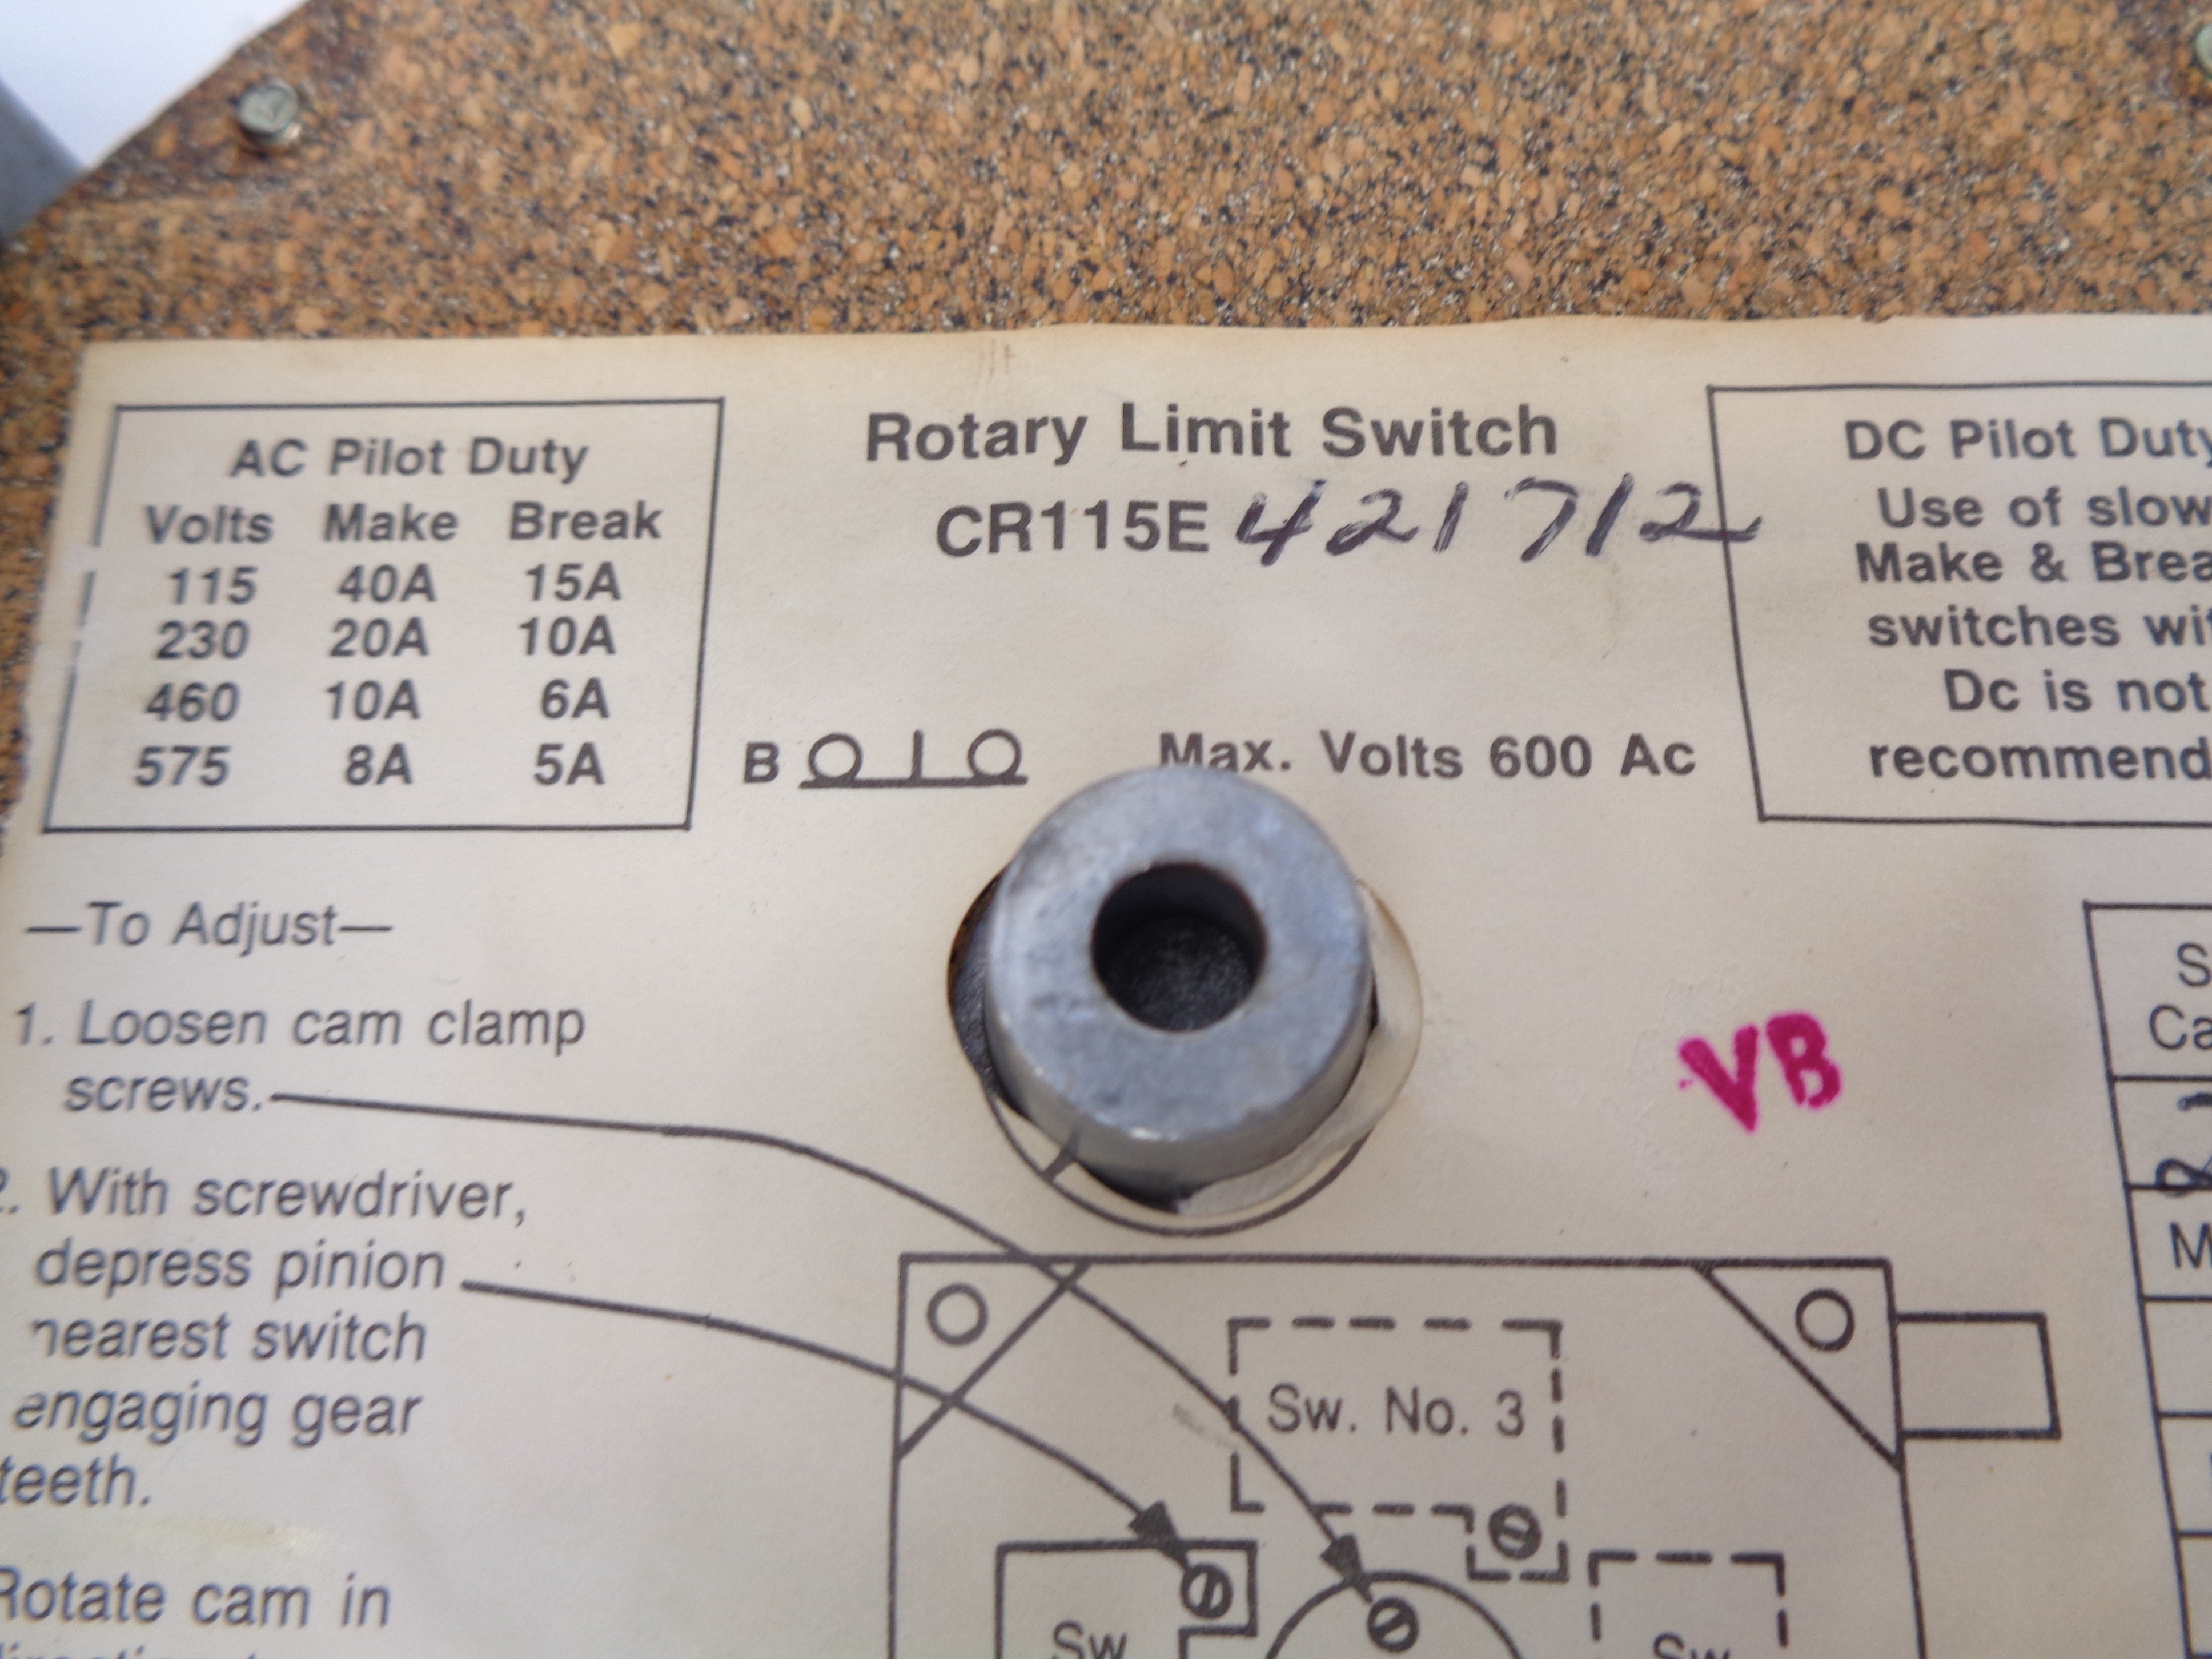 AC Pilot Duty
Volts Make Break
115 40A 15A
230 20A 10A
460 10A 6A
575 8A 5A
Rotary Limit Switch
CR115E 421712
B
Max. Volts 600 Ac
DC Pilot Duty
Use of slow
Make & Brea
switches wi
Dc is not
recommend
—To Adjust—
1. Loosen cam clamp
screws.
2. With screwdriver,
depress pinion
nearest switch
engaging gear
teeth.
Rotate cam in
VB
S
Ca
M
Sw. No. 3
Sw
Sw